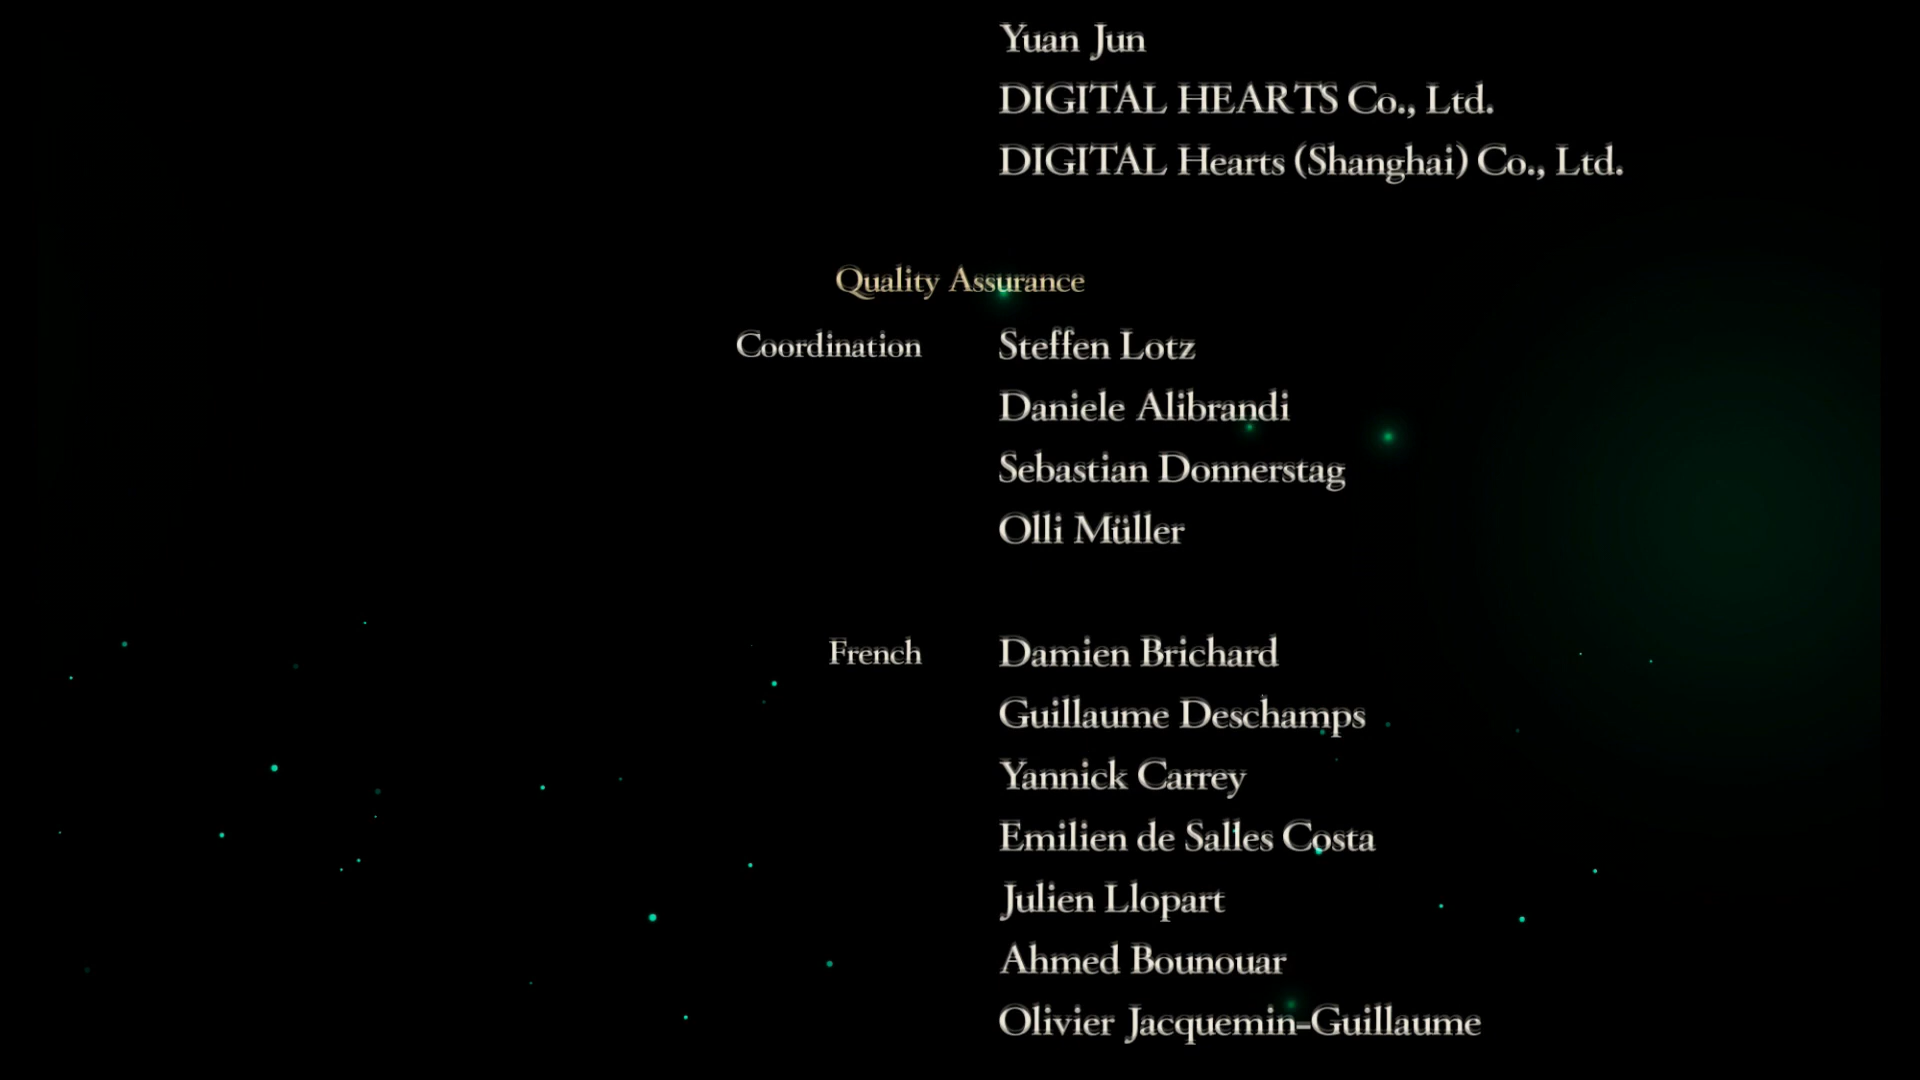 Yuan Jun
DIGITAL HEARTS Co., Ltd.
DIGITAL Hearts (Shanghai) Co., Ltd.
Quality Assurance
Coordination Steffen Lotz
Daniele Alibrandi
Sebastian Donnerstag
Olli Müller
French Damien Brichard
Guillaume Deschamps
Yannick Carrey
Emilien de Salles Costa
Julien Llopart
Ahmed Bounouar
Olivier Jacquemin-Guillaume